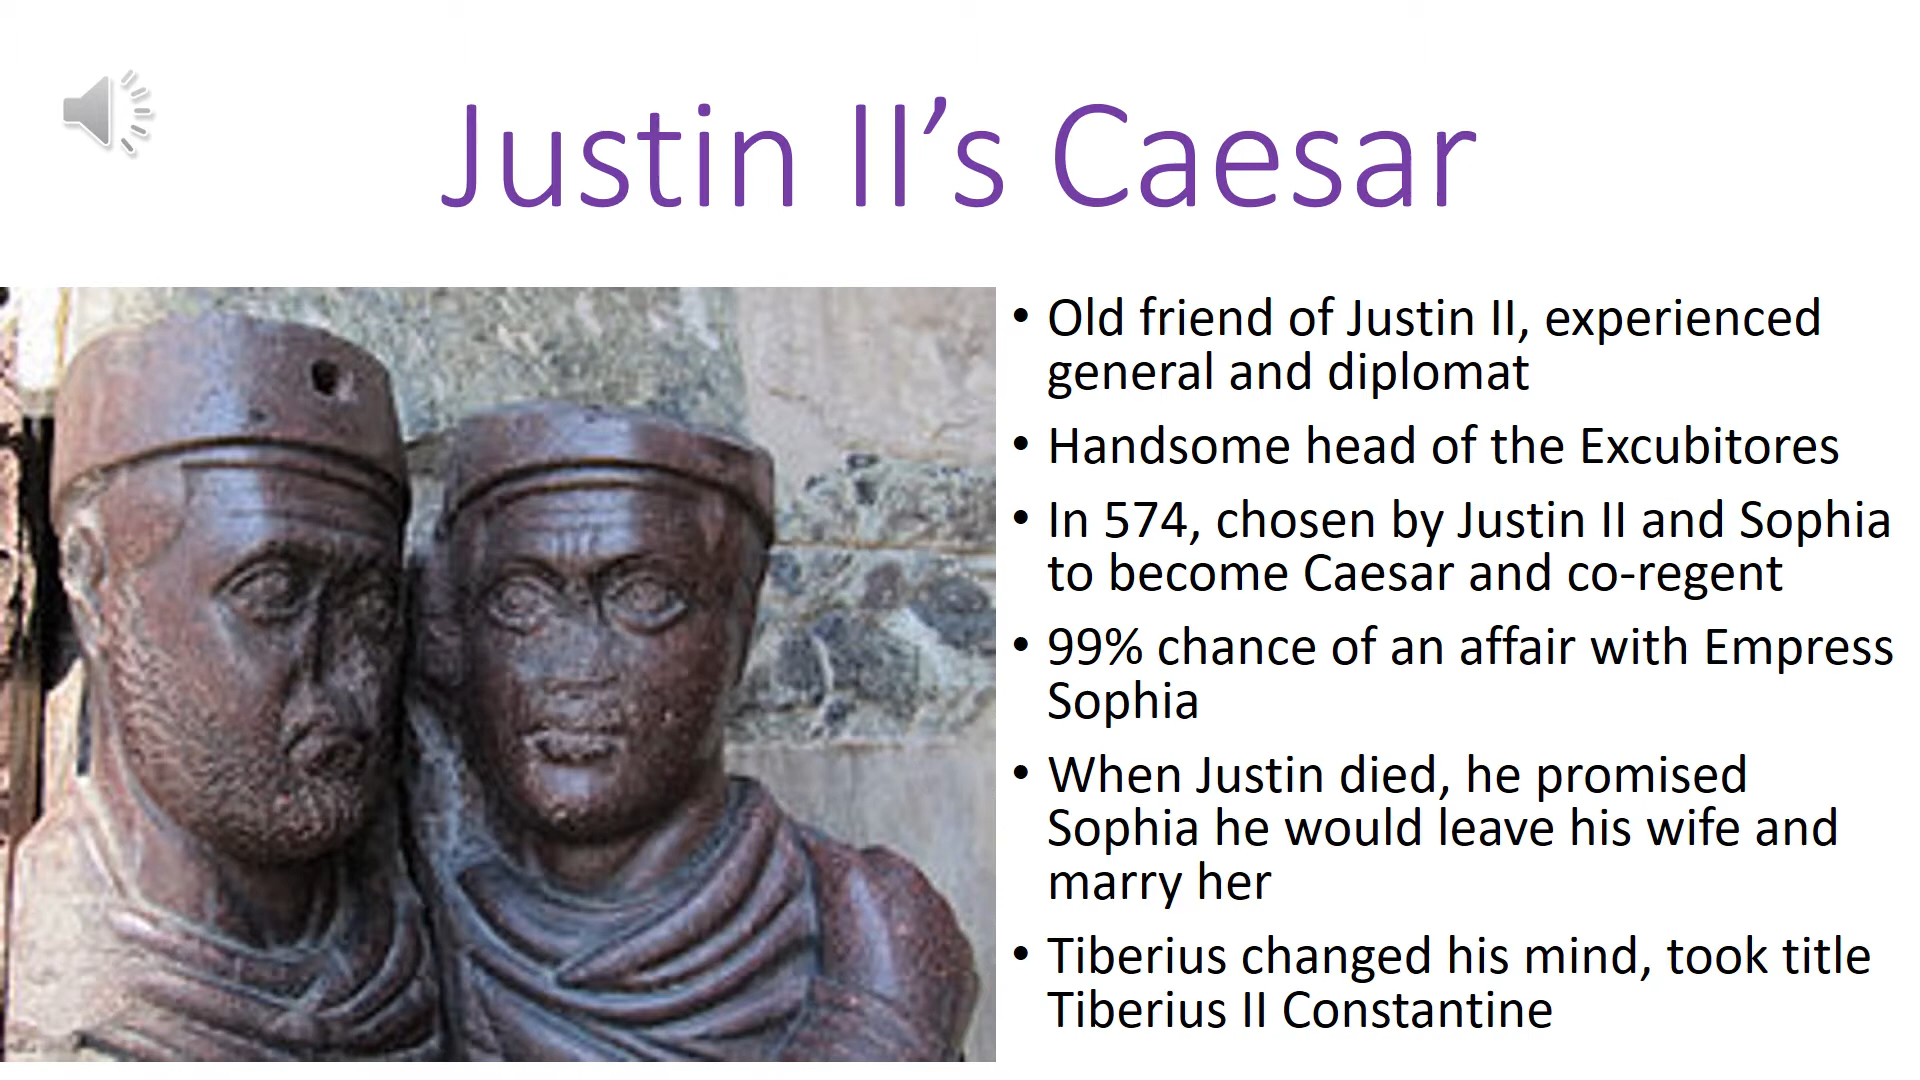 Justin II’s Caesar
• Old friend of Justin II, experienced
general and diplomat
• Handsome head of the Excubitores
• In 574, chosen by Justin II and Sophia
to become Caesar and co-regent
• 99% chance of an affair with Empress
Sophia
• When Justin died, he promised
Sophia he would leave his wife and
marry her
• Tiberius changed his mind, took title
Tiberius II Constantine